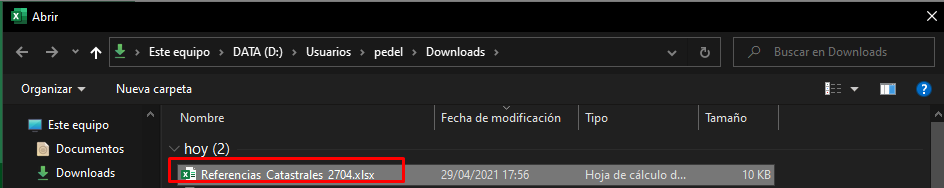 Abrir
Este equipo > DATA (D:) > Usuarios > pedel > Downloads >
Buscar en Downloads
Organizar
Nueva carpeta
Este equipo
Documentos
Downloads
Nombre
Fecha de modificación
Tipo
Tamaño
hoy (2)
Referencias_Catastrales_2704.xlsx
29/04/2021 17:56
Hoja de cálculo d...
10 KB